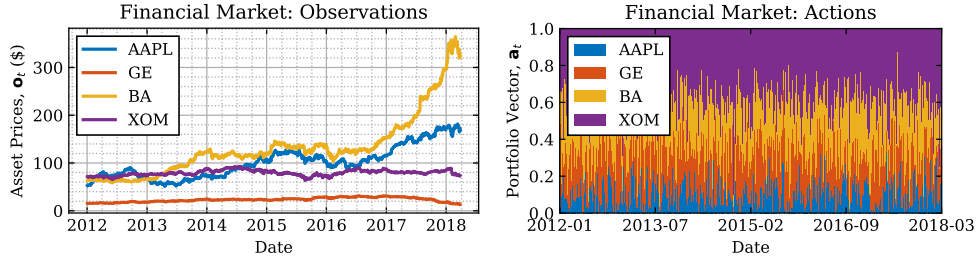 Financial Market: Observations
Asset Prices, oₜ ($)
300
200
100
0
AAPL
GE
BA
XOM
2012 2013 2014 2015 2016 2017 2018
Date
Financial Market: Actions
Portfolio Vector, aₜ
1.0
0.8
0.6
0.4
0.2
0.0
AAPL
GE
BA
XOM
2012-01 2013-07 2015-02 2016-09 2018-03
Date